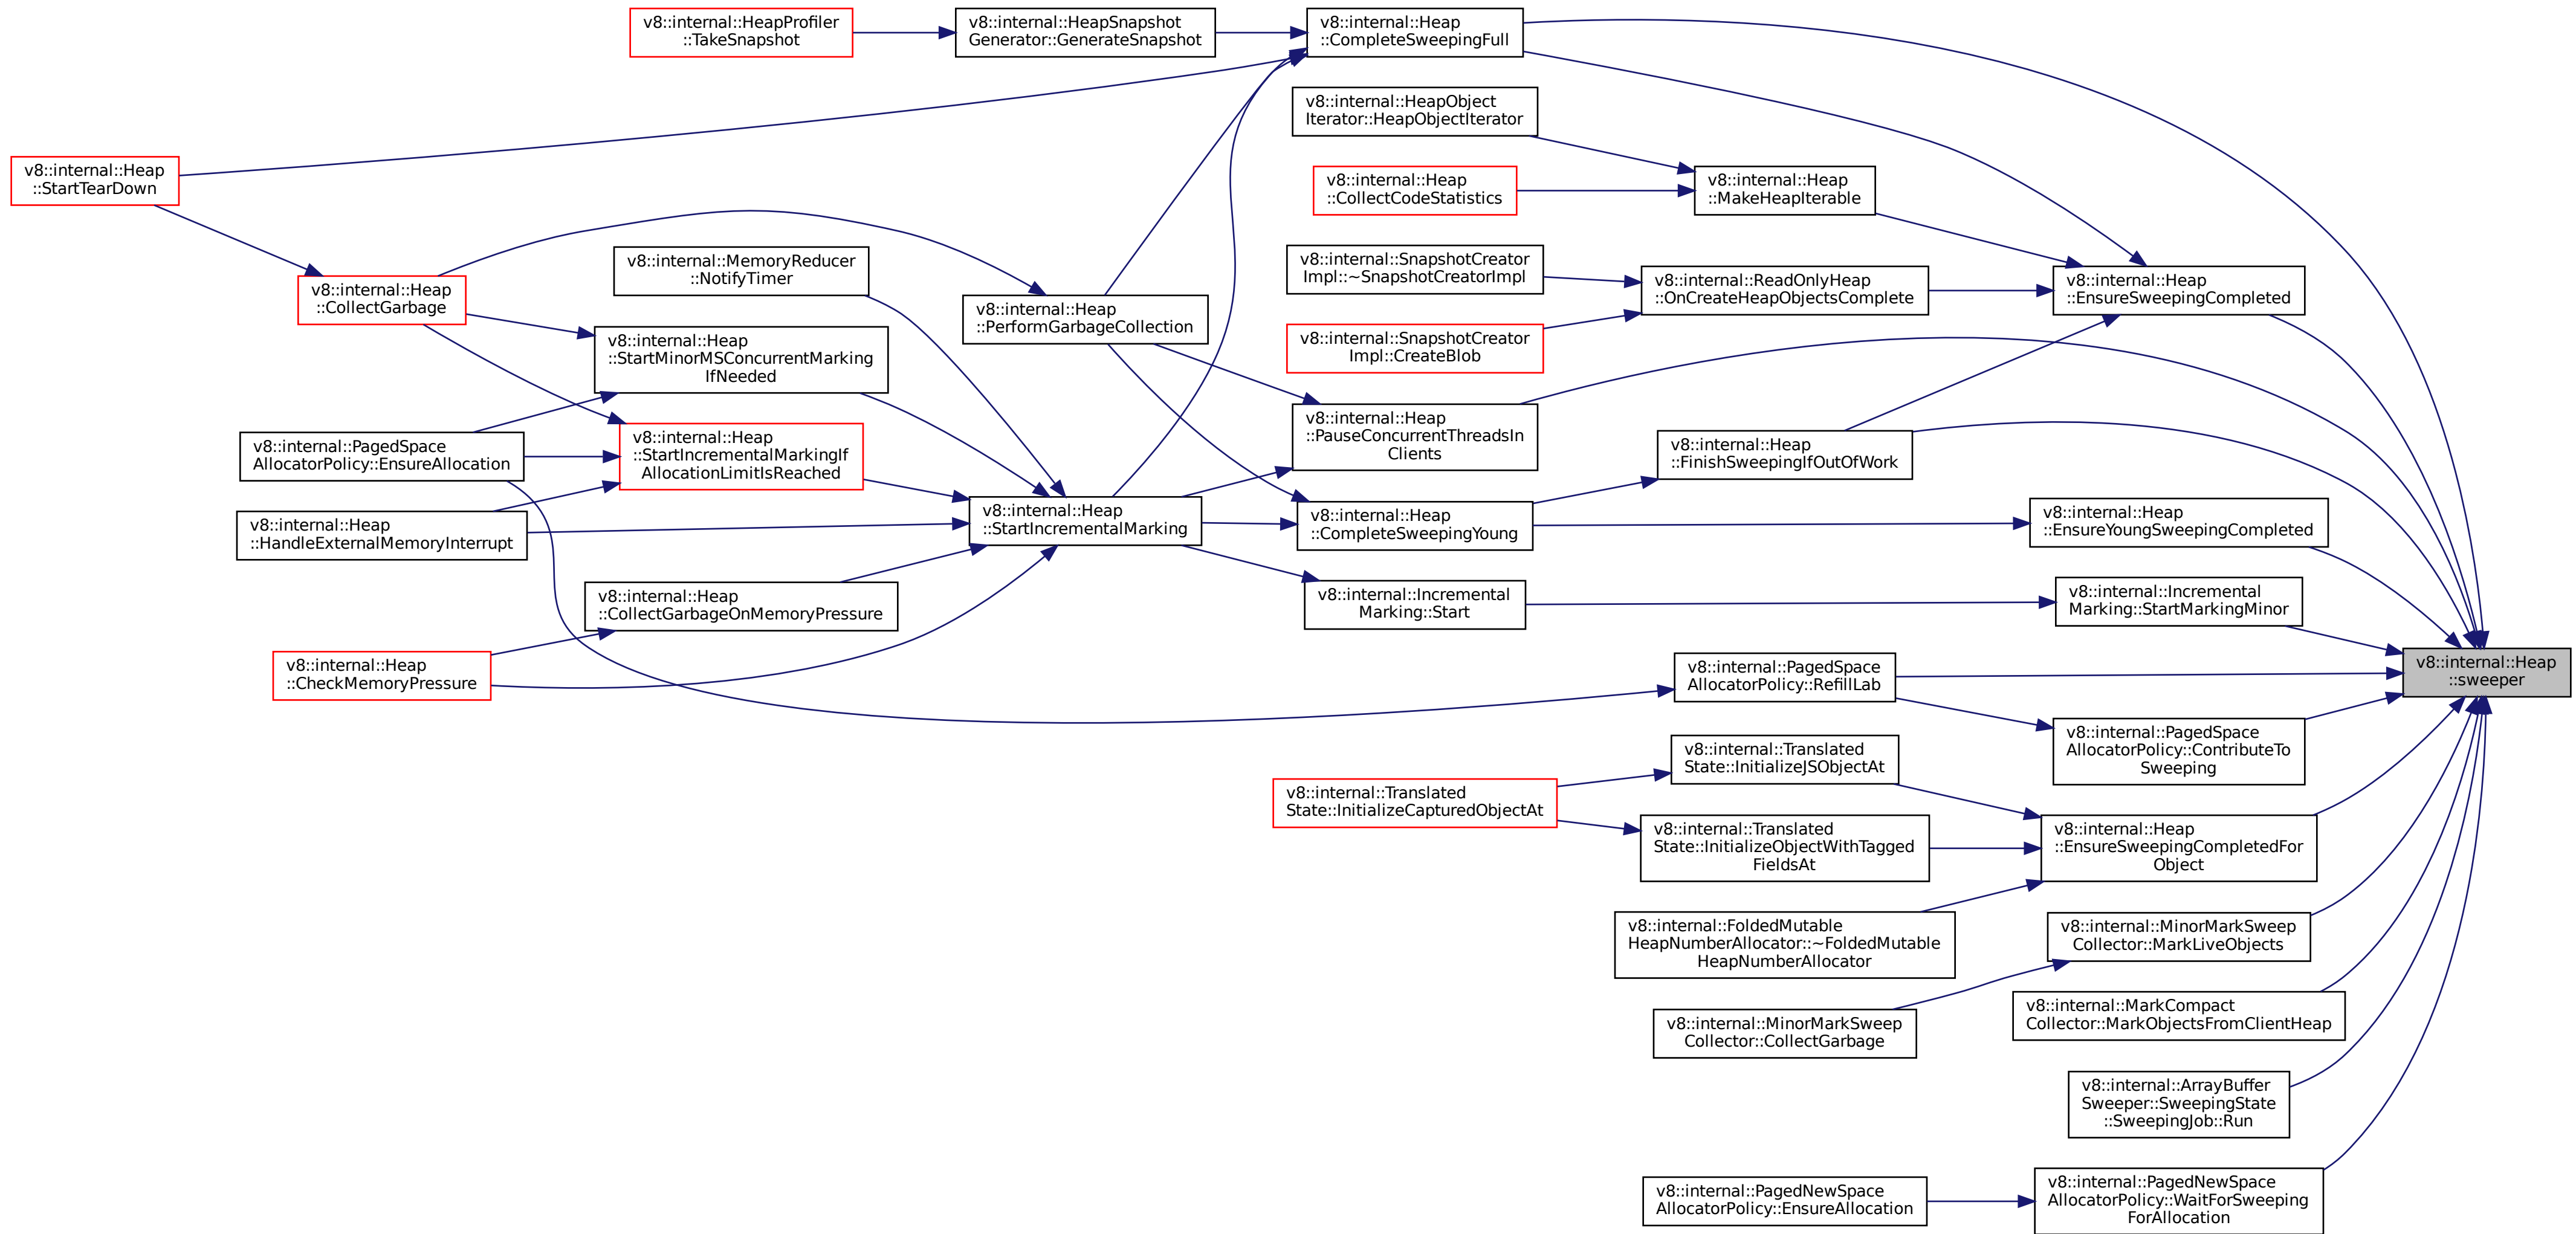 v8::internal::HeapProfiler
::TakeSnapshot
v8::internal::HeapSnapshot
Generator::GenerateSnapshot
v8::internal::Heap
::CompleteSweepingFull
v8::internal::HeapObject
Iterator::HeapObjectIterator
v8::internal::Heap
::StartTearDown
v8::internal::Heap
::CollectCodeStatistics
v8::internal::Heap
::MakeHeapIterable
v8::internal::MemoryReducer
::NotifyTimer
v8::internal::SnapshotCreator
Impl::~SnapshotCreatorImpl
v8::internal::ReadOnlyHeap
::OnCreateHeapObjectsComplete
v8::internal::Heap
::EnsureSweepingCompleted
v8::internal::Heap
::CollectGarbage
v8::internal::Heap
::PerformGarbageCollection
v8::internal::Heap
::StartMinorMSConcurrentMarking
IfNeeded
v8::internal::SnapshotCreator
Impl::CreateBlob
v8::internal::Heap
::PauseConcurrentThreadsIn
Clients
v8::internal::PagedSpace
AllocatorPolicy::EnsureAllocation
v8::internal::Heap
::StartIncrementalMarkingIf
AllocationLimitIsReached
v8::internal::Heap
::FinishSweepingIfOutOfWork
v8::internal::Heap
::HandleExternalMemoryInterrupt
v8::internal::Heap
::StartIncrementalMarking
v8::internal::Heap
::CompleteSweepingYoung
v8::internal::Heap
::EnsureYoungSweepingCompleted
v8::internal::Heap
::CollectGarbageOnMemoryPressure
v8::internal::Incremental
Marking::Start
v8::internal::Incremental
Marking::StartMarkingMinor
v8::internal::Heap
::CheckMemoryPressure
v8::internal::PagedSpace
AllocatorPolicy::RefillLab
v8::internal::Heap
::sweeper
v8::internal::PagedSpace
AllocatorPolicy::ContributeTo
Sweeping
v8::internal::Translated
State::InitializeJSObjectAt
v8::internal::Translated
State::InitializeCapturedObjectAt
v8::internal::Translated
State::InitializeObjectWithTagged
FieldsAt
v8::internal::Heap
::EnsureSweepingCompletedFor
Object
v8::internal::FoldedMutable
HeapNumberAllocator::~FoldedMutable
HeapNumberAllocator
v8::internal::MinorMarkSweep
Collector::MarkLiveObjects
v8::internal::MinorMarkSweep
Collector::CollectGarbage
v8::internal::MarkCompact
Collector::MarkObjectsFromClientHeap
v8::internal::ArrayBuffer
Sweeper::SweepingState
::SweepingJob::Run
v8::internal::PagedNewSpace
AllocatorPolicy::EnsureAllocation
v8::internal::PagedNewSpace
AllocatorPolicy::WaitForSweeping
ForAllocation